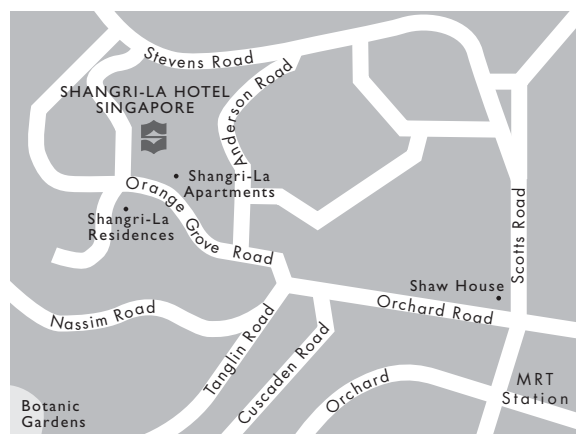 Stevens Road
SHANGRI-LA HOTEL
SINGAPORE
Anderson Road
Shangri-La
Apartments
Orange Grove Road
Shangri-La
Residences
Scotts Road
Shaw House
Orchard Road
Nassim Road
Tanglin Road
Cuscaden Road
Orchard
MRT
Station
Botanic
Gardens